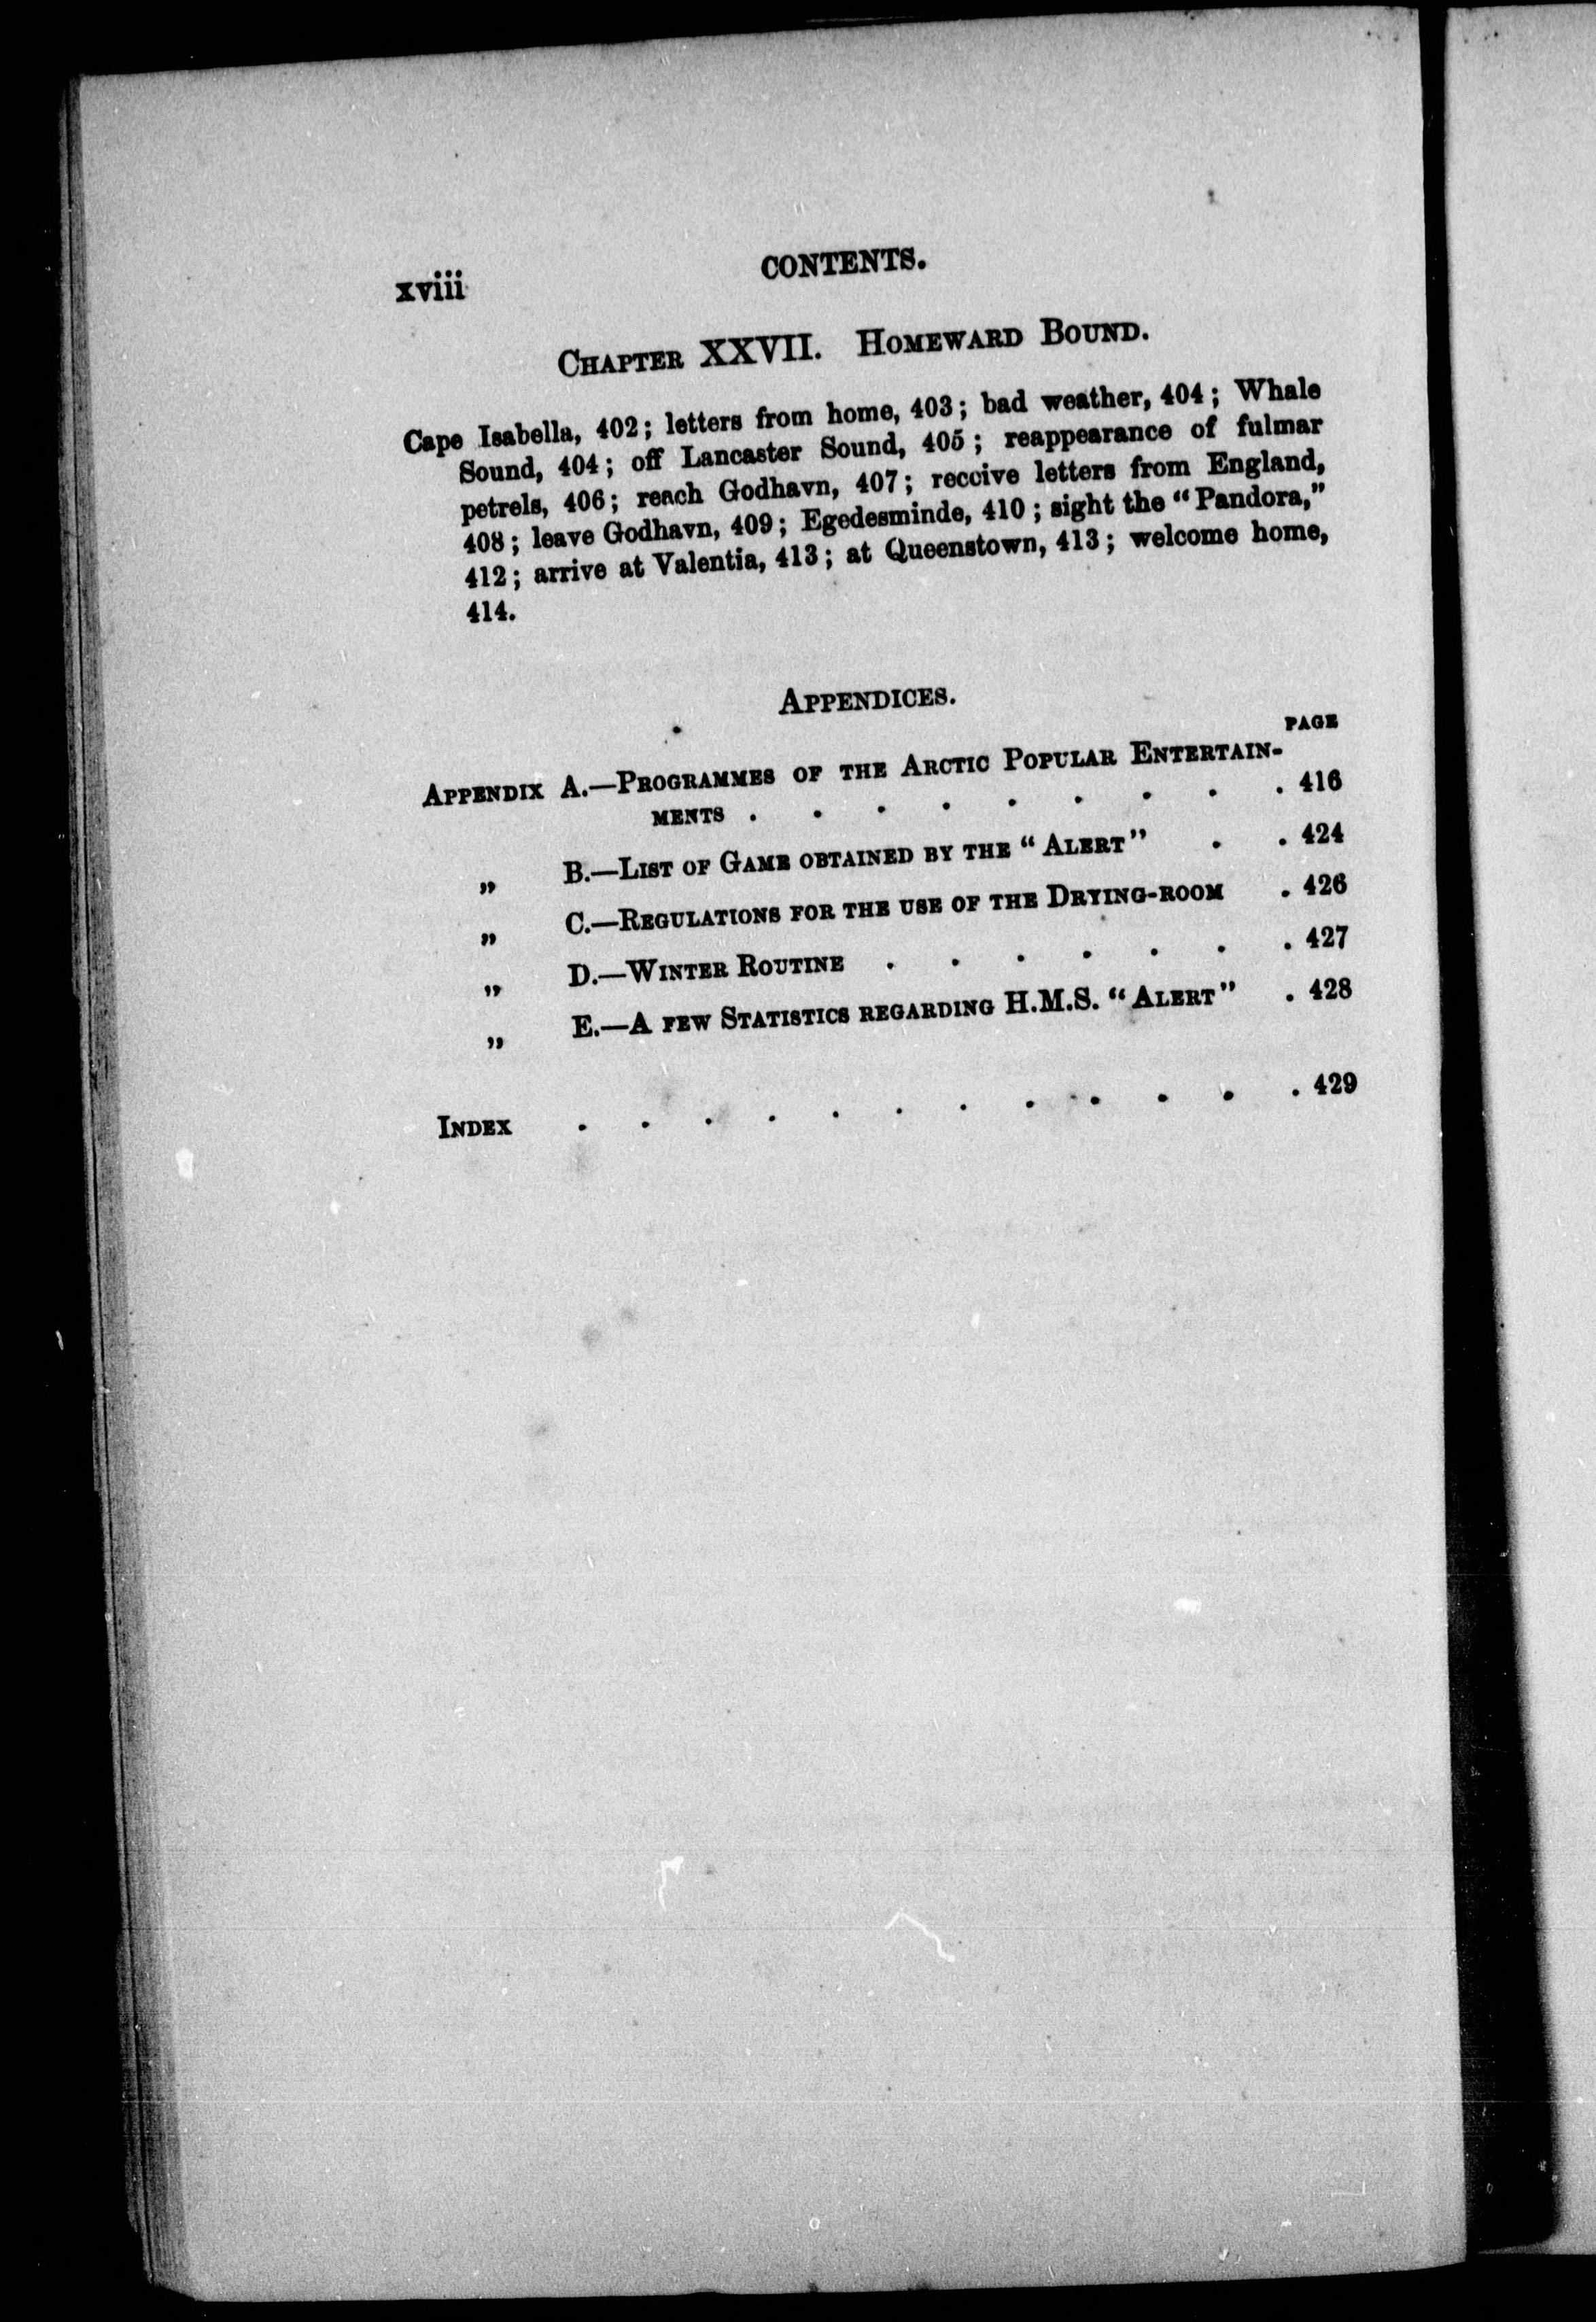 xviii
CONTENTS.
CHAPTER XXVII. HOMEWARD BOUND.
Cape Isabella, 402; letters from home, 403; bad weather, 404; Whale
Sound, 404; off Lancaster Sound, 405; reappearance of fulmar
petrels, 406; reach Godhavn, 407; receive letters from England,
408; leave Godhavn, 409; Egedesminde, 410; sight the “Pandora,”
412; arrive at Valentia, 413; at Queenstown, 413; welcome home,
414.
APPENDICES.
PAGE
APPENDIX A.—PROGRAMMES OF THE ARCTIC POPULAR ENTERTAIN-
MENTS . . . . . . . . . 416
„ B.—LIST OF GAME OBTAINED BY THE “ALERT” . . 424
„ C.—REGULATIONS FOR THE USE OF THE DRYING-ROOM . 426
„ D.—WINTER ROUTINE . . . . . . . 427
„ E.—A FEW STATISTICS REGARDING H.M.S. “ALERT” . 428
INDEX . . . . . . . . . . . . 429